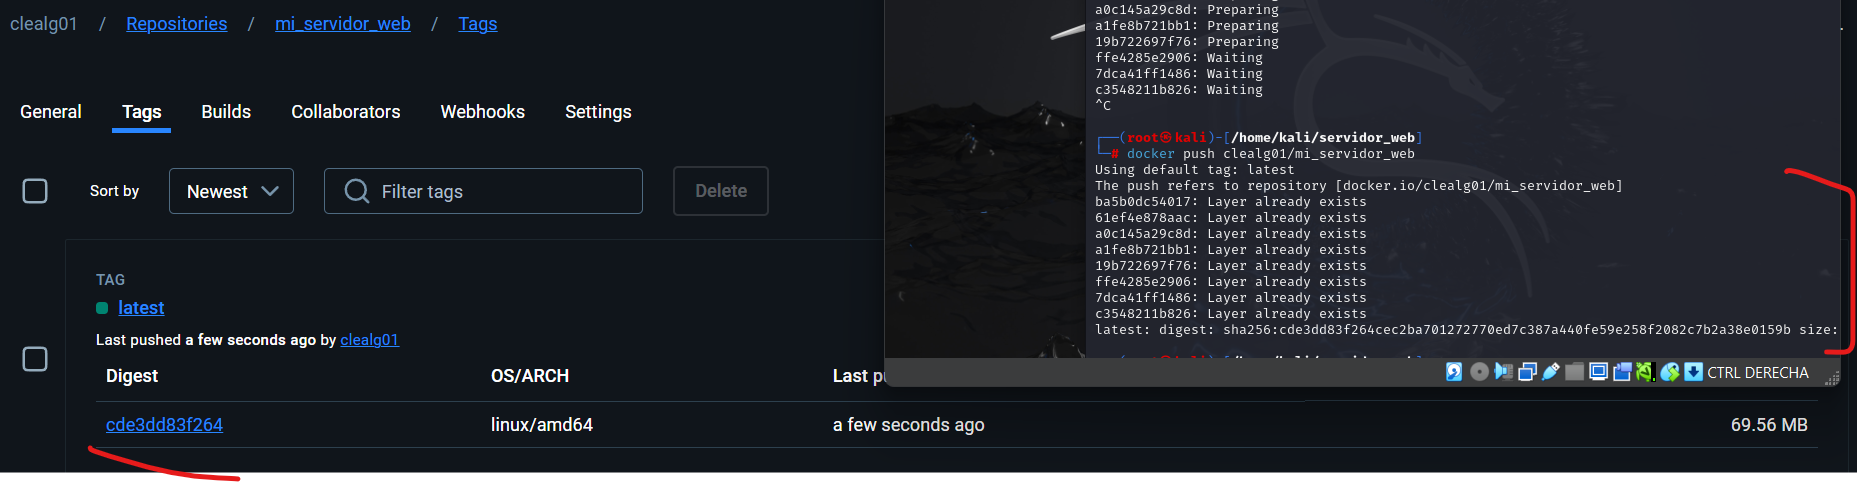 clealg01 / Repositories / mi_servidor_web / Tags
General Tags Builds Collaborators Webhooks Settings
Sort by Newest Filter tags Delete
TAG
latest
Last pushed a few seconds ago by clealg01
Digest OS/ARCH Last p
cde3dd83f264 linux/amd64 a few seconds ago 69.56 MB
a0c145a29c8d: Preparing
a1fe8b721bb1: Preparing
19b722697f76: Preparing
ffe4285e2906: Waiting
7dca41ff1486: Waiting
c3548211b826: Waiting
^C
(root㉿kali)-[/home/kali/servidor_web]
# docker push clealg01/mi_servidor_web
Using default tag: latest
The push refers to repository [docker.io/clealg01/mi_servidor_web]
ba5b0dc54017: Layer already exists
61ef4e878aac: Layer already exists
a0c145a29c8d: Layer already exists
a1fe8b721bb1: Layer already exists
19b722697f76: Layer already exists
ffe4285e2906: Layer already exists
7dca41ff1486: Layer already exists
c3548211b826: Layer already exists
latest: digest: sha256:cde3dd83f264cec2ba701272770ed7c387a440fe59e258f2082c7b2a38e0159b size:
CTRL DERECHA